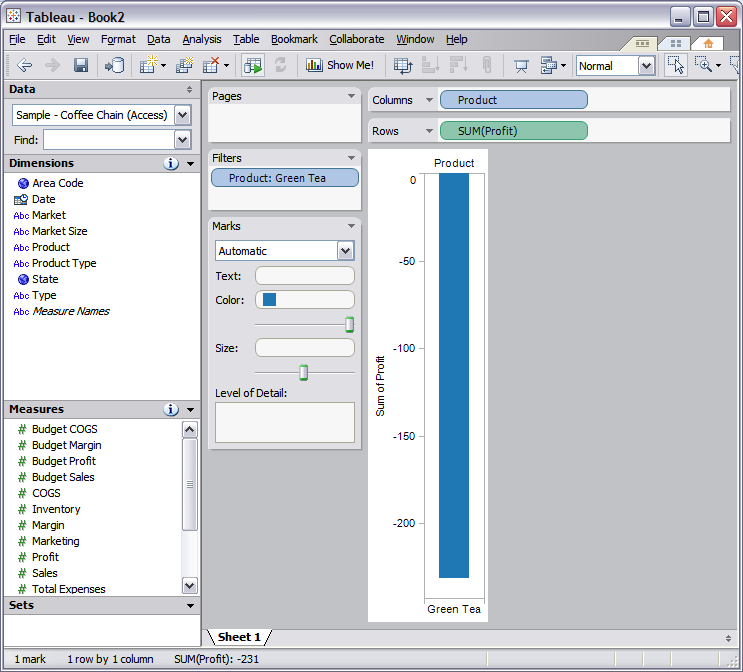 Tableau - Book2
File Edit View Format Data Analysis Table Bookmark Collaborate Window Help
Show Me! Normal
Data
Sample - Coffee Chain (Access)
Find:
Dimensions
Area Code
Date
Abc Market
Abc Market Size
Abc Product
Abc Product Type
State
Abc Type
Abc Measure Names
Measures
# Budget COGS
# Budget Margin
# Budget Profit
# Budget Sales
# COGS
# Inventory
# Margin
# Marketing
# Profit
# Sales
# Total Expenses
Sets
Pages
Filters
Product: Green Tea
Marks
Automatic
Text:
Color:
Size:
Level of Detail:
Columns Product
Rows SUM(Profit)
Product
0
-50
-100
-150
-200
Sum of Profit
Green Tea
Sheet 1
1 mark 1 row by 1 column SUM(Profit): -231